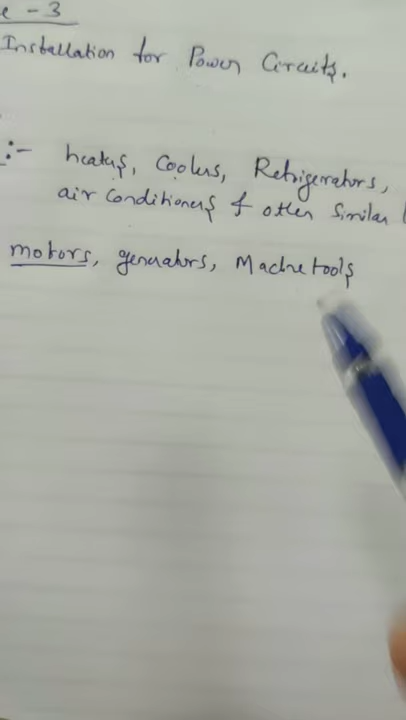 e - 3
Installation for Power Circuits.
:- heaters, Coolers, Refrigerators,
air Conditioners & other Similar
motors, generators, Machine tools